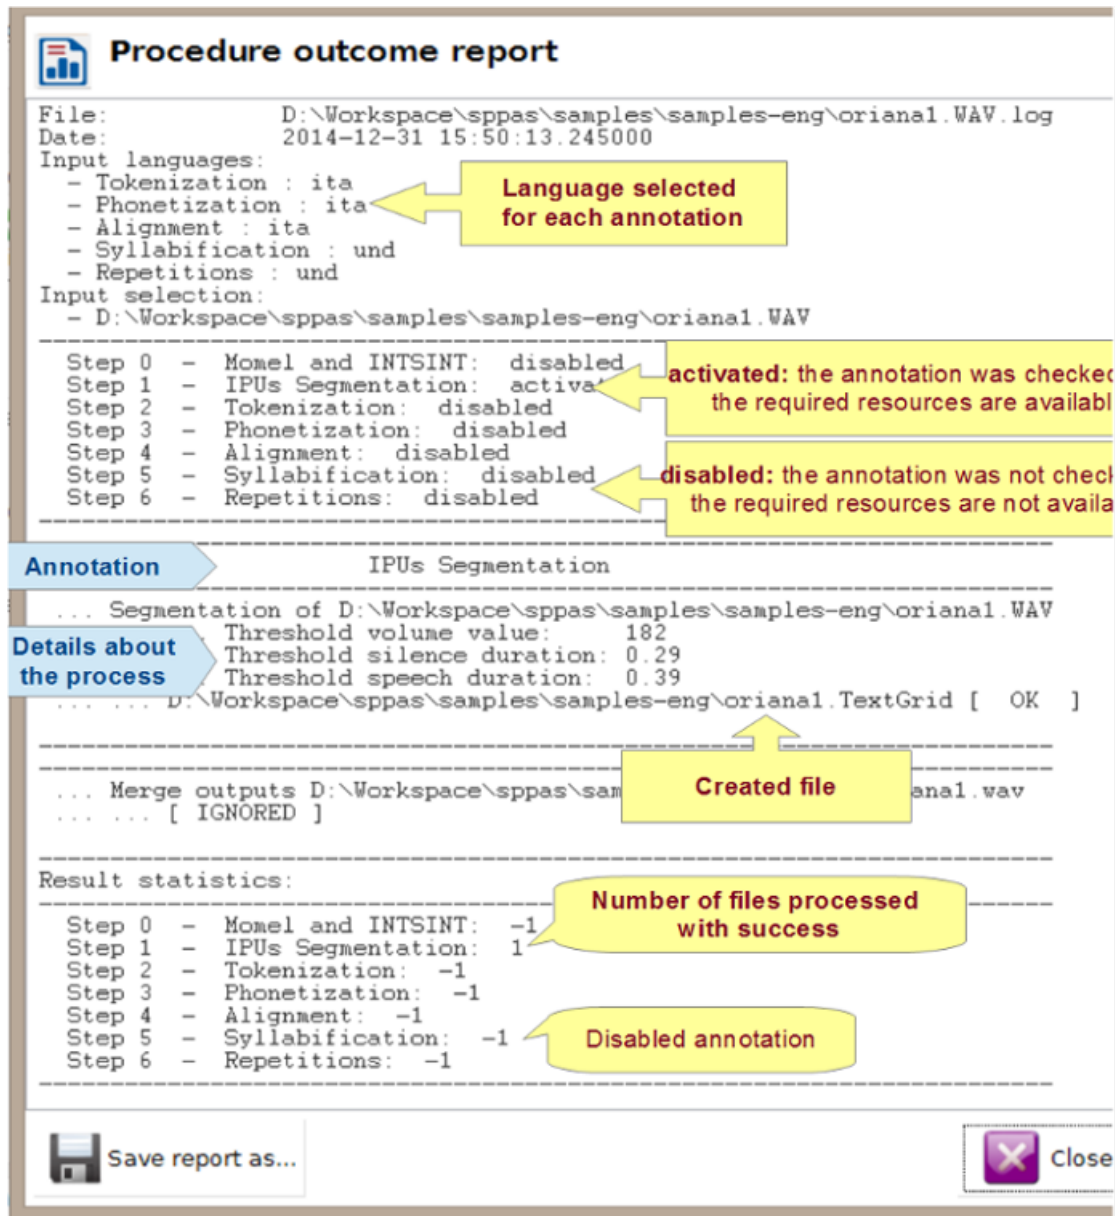 Procedure outcome report
File: D:\Workspace\sppas\samples\samples-eng\oriana1.WAV.log
Date: 2014-12-31 15:50:13.245000
Input languages:
- Tokenization : ita
- Phonetization : ita
- Alignment : ita
- Syllabification : und
- Repetitions : und
Language selected
for each annotation
Input selection:
- D:\Workspace\sppas\samples\samples-eng\oriana1.WAV
Step 0 - Momel and INTSINT: disabled
Step 1 - IPUs Segmentation: activat
Step 2 - Tokenization: disabled
Step 3 - Phonetization: disabled
Step 4 - Alignment: disabled
Step 5 - Syllabification: disabled
Step 6 - Repetitions: disabled
activated: the annotation was checked
the required resources are availabl
disabled: the annotation was not check
the required resources are not availa
Annotation
IPUs Segmentation
... Segmentation of D:\Workspace\sppas\samples\samples-eng\oriana1.WAV
Details about
the process
Threshold volume value: 182
Threshold silence duration: 0.29
Threshold speech duration: 0.39
... ... D:\Workspace\sppas\samples\samples-eng\oriana1.TextGrid [ OK ]
Created file
... Merge outputs D:\Workspace\sppas\sam ana1.wav
... ... [ IGNORED ]
Result statistics:
Step 0 - Momel and INTSINT: -1
Step 1 - IPUs Segmentation: 1
Step 2 - Tokenization: -1
Step 3 - Phonetization: -1
Step 4 - Alignment: -1
Step 5 - Syllabification: -1
Step 6 - Repetitions: -1
Number of files processed
with success
Disabled annotation
Save report as...
Close